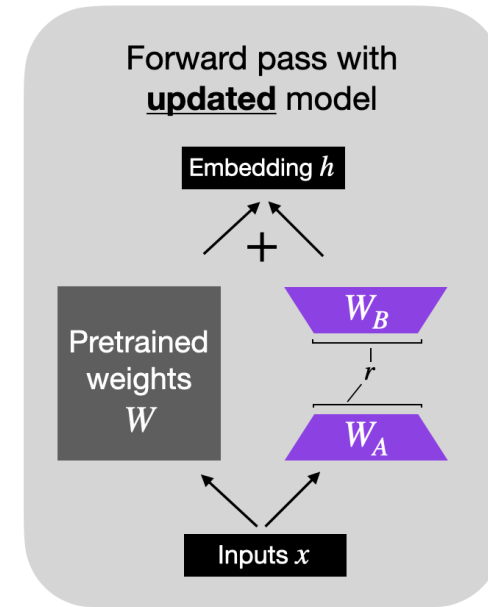 Forward pass with
updated model
Embedding h
+
Pretrained
weights
W
W_B
r
W_A
Inputs x